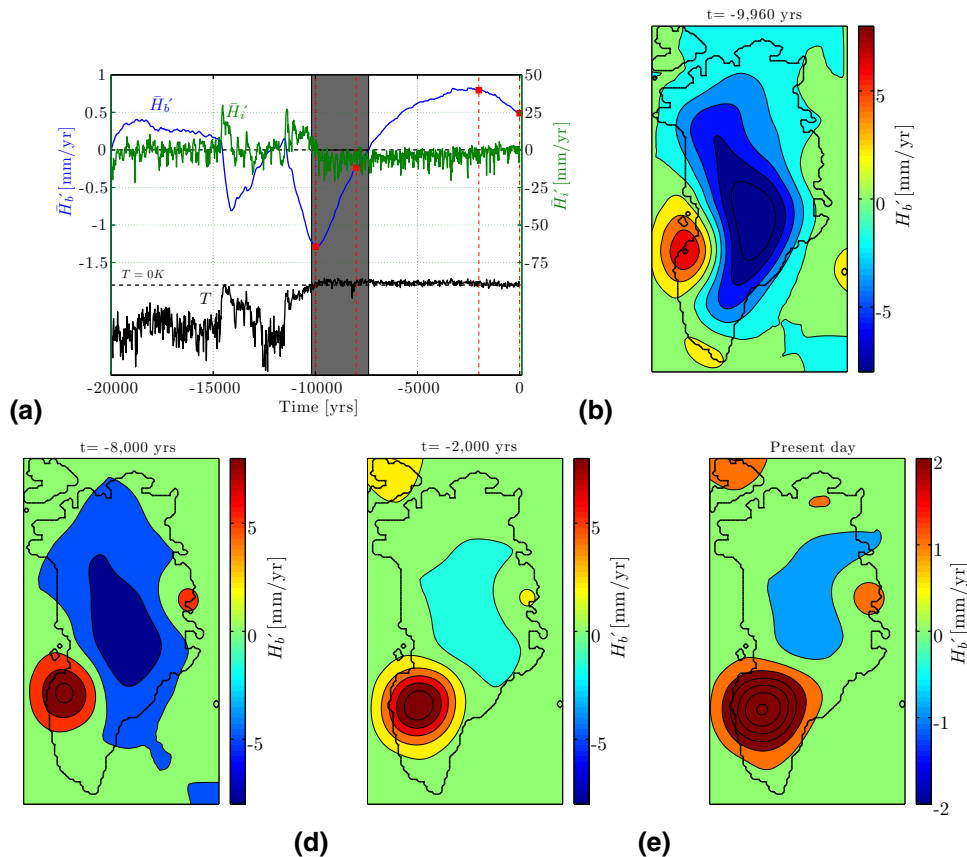 t= -9,960 yrs
1
0.5
0
-0.5
-1
-1.5
H̄b′ [mm/yr]
H̄b′
H̄i′
50
25
0
-25
-50
-75
H̄i′ [mm/yr]
T = 0K
T
-20000
-15000
-10000
-5000
0
Time [yrs]
(a)
5
0
-5
Hb′ [mm/yr]
(b)
t= -8,000 yrs
5
0
-5
Hb′ [mm/yr]
t= -2,000 yrs
5
0
-5
Hb′ [mm/yr]
(d)
Present day
2
1
0
-1
-2
Hb′ [mm/yr]
(e)